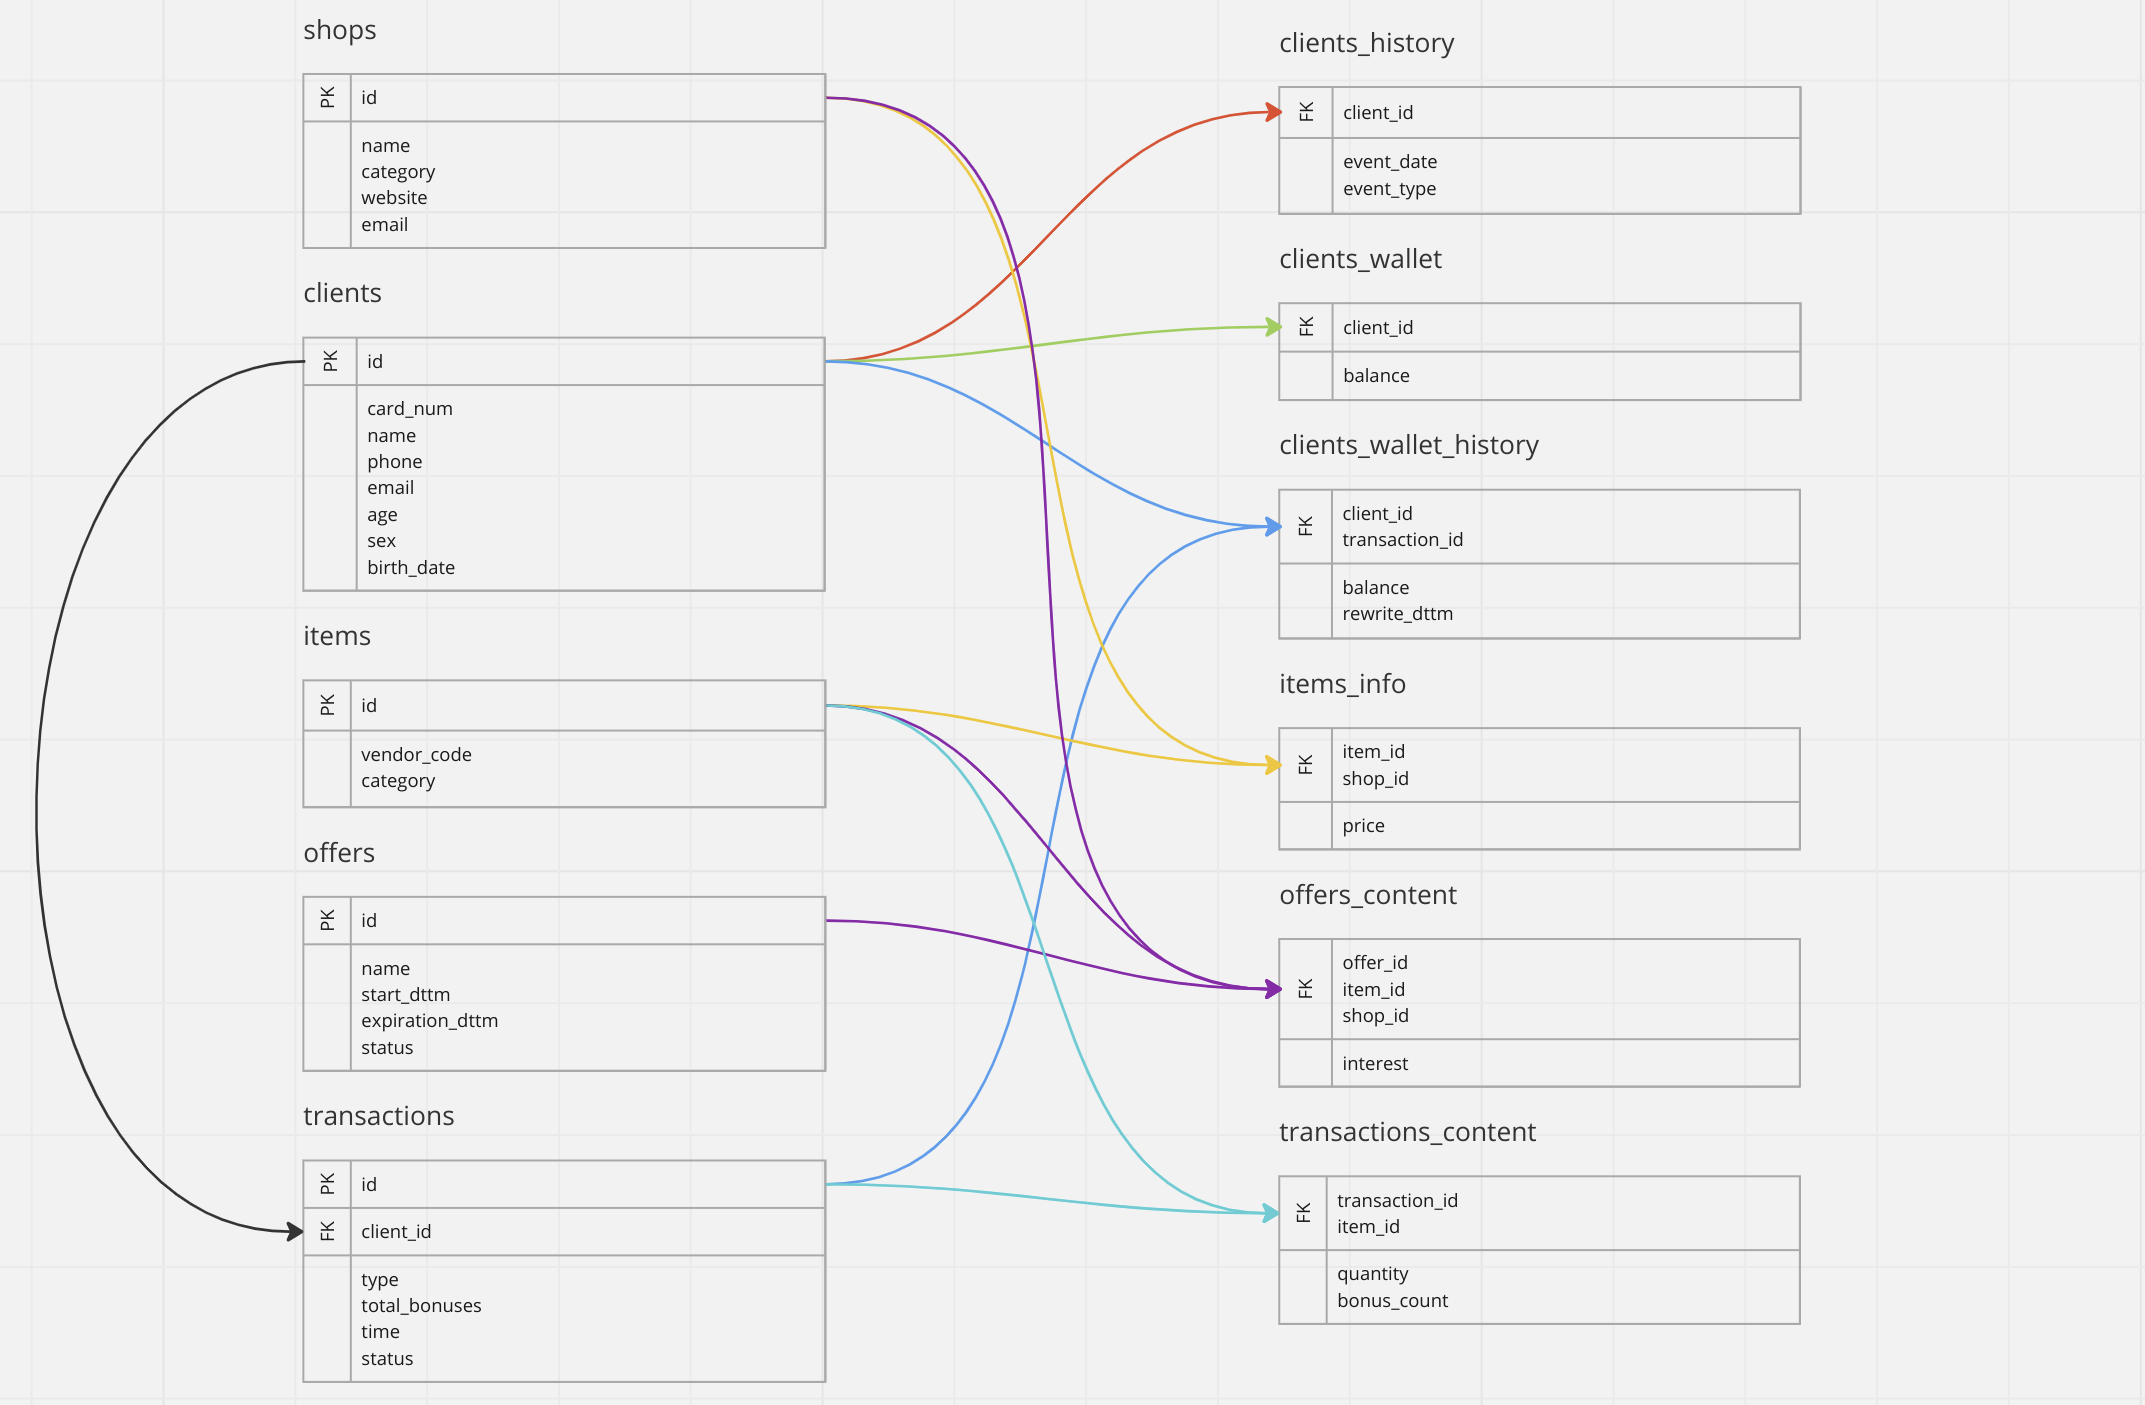 shops
PK id
name
category
website
email
clients
PK id
card_num
name
phone
email
age
sex
birth_date
items
PK id
vendor_code
category
offers
PK id
name
start_dttm
expiration_dttm
status
transactions
PK id
FK client_id
type
total_bonuses
time
status
clients_history
FK client_id
event_date
event_type
clients_wallet
FK client_id
balance
clients_wallet_history
FK client_id
transaction_id
balance
rewrite_dttm
items_info
FK item_id
shop_id
price
offers_content
FK offer_id
item_id
shop_id
interest
transactions_content
FK transaction_id
item_id
quantity
bonus_count